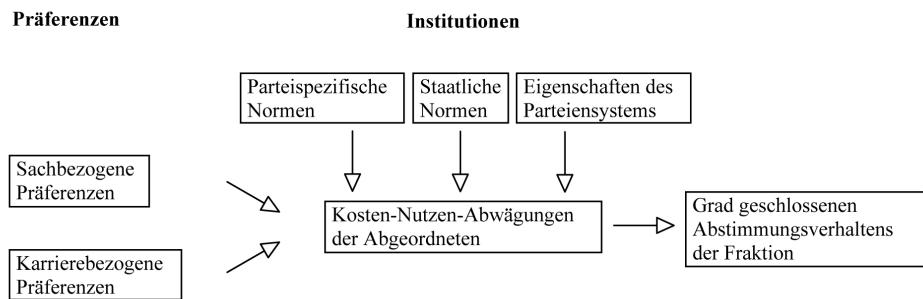 Präferenzen
Institutionen
Parteispezifische
Normen
Staatliche
Normen
Eigenschaften des
Parteiensystems
Sachbezogene
Präferenzen
Kosten-Nutzen-Abwägungen
der Abgeordneten
Grad geschlossenen
Abstimmungsverhaltens
der Fraktion
Karrierebezogene
Präferenzen